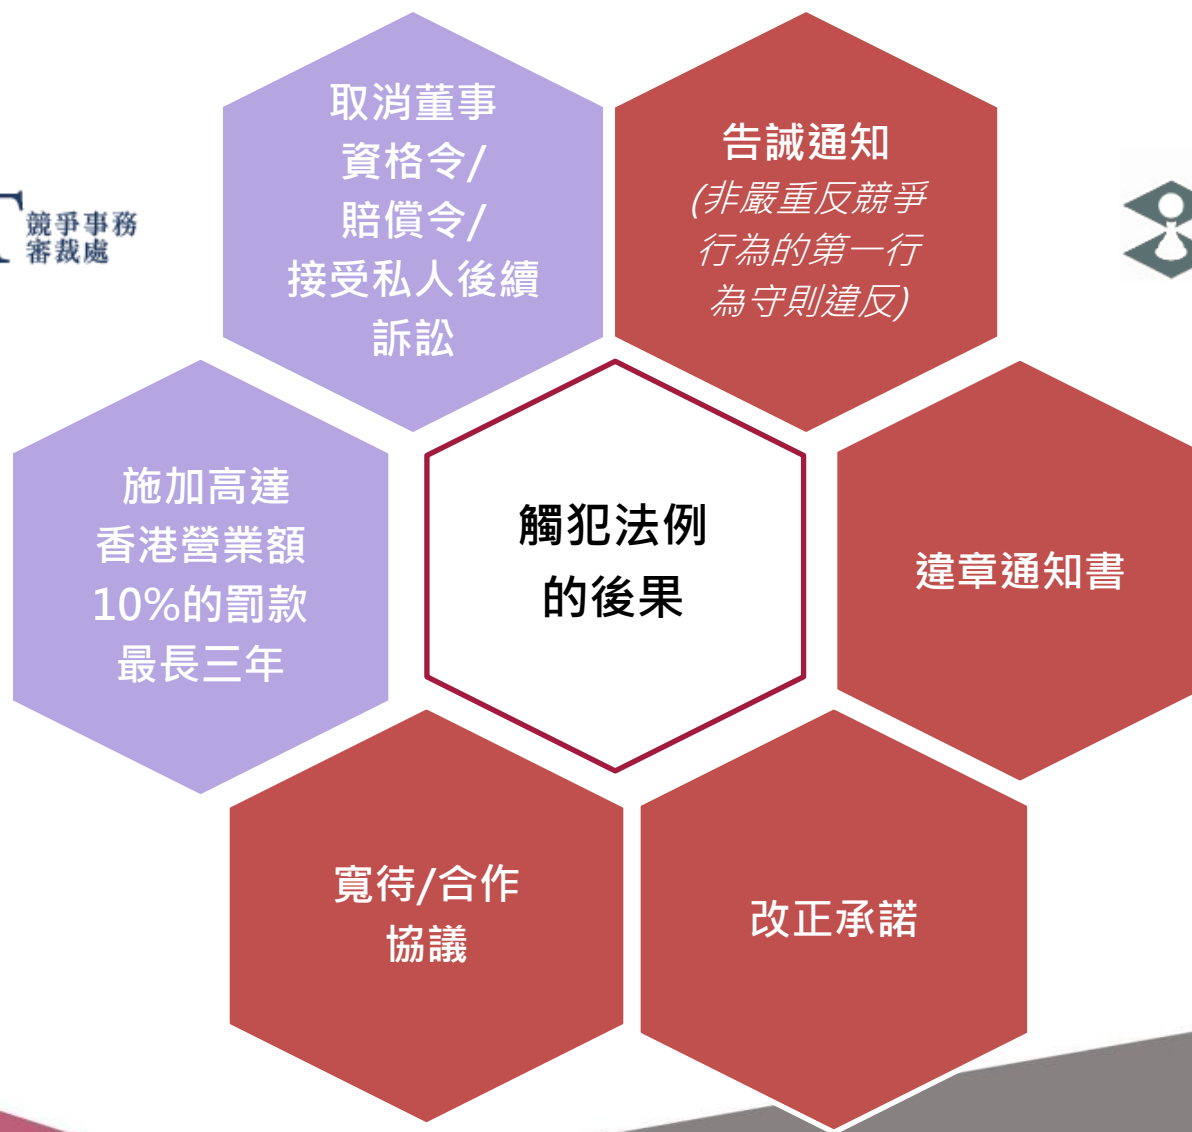 取消董事
資格令/
賠償令/
接受私人後續
訴訟
告誡通知
(非嚴重反競爭
行為的第一行
為守則違反)
競爭事務
審裁處
施加高達
香港營業額
10%的罰款
最長三年
觸犯法例
的後果
違章通知書
寬待/合作
協議
改正承諾